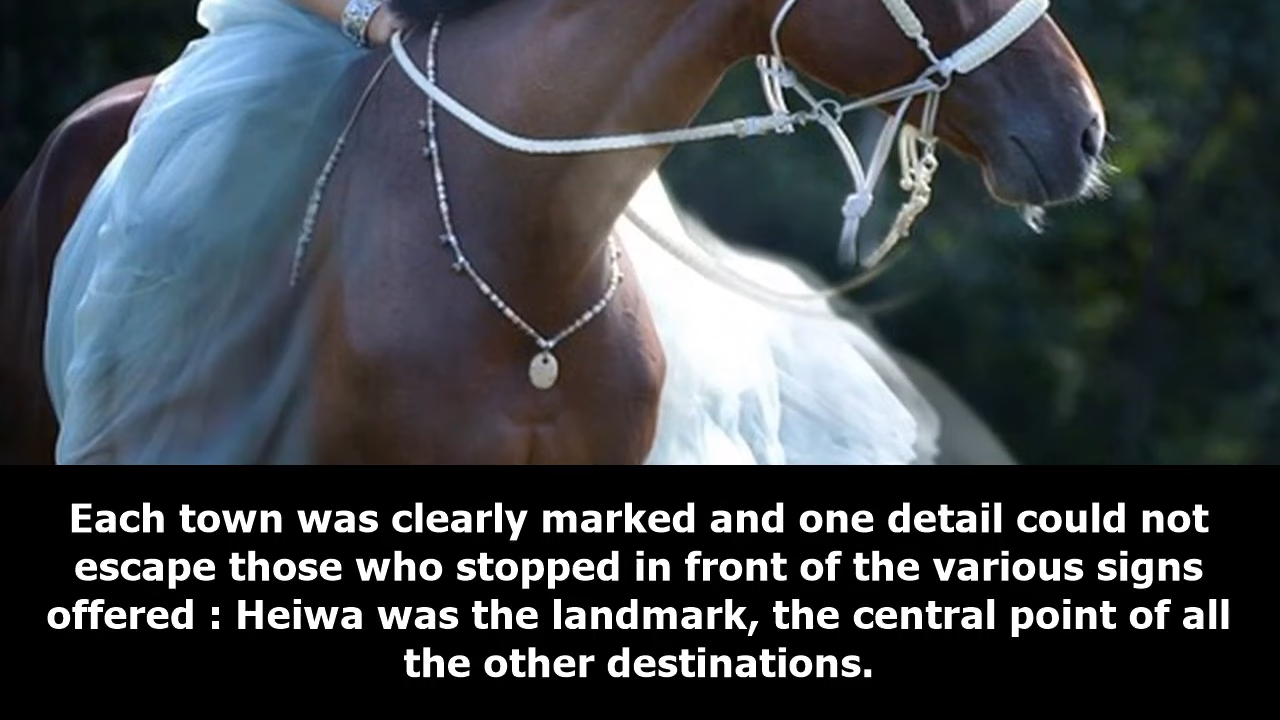 Each town was clearly marked and one detail could not
escape those who stopped in front of the various signs
offered : Heiwa was the landmark, the central point of all
the other destinations.